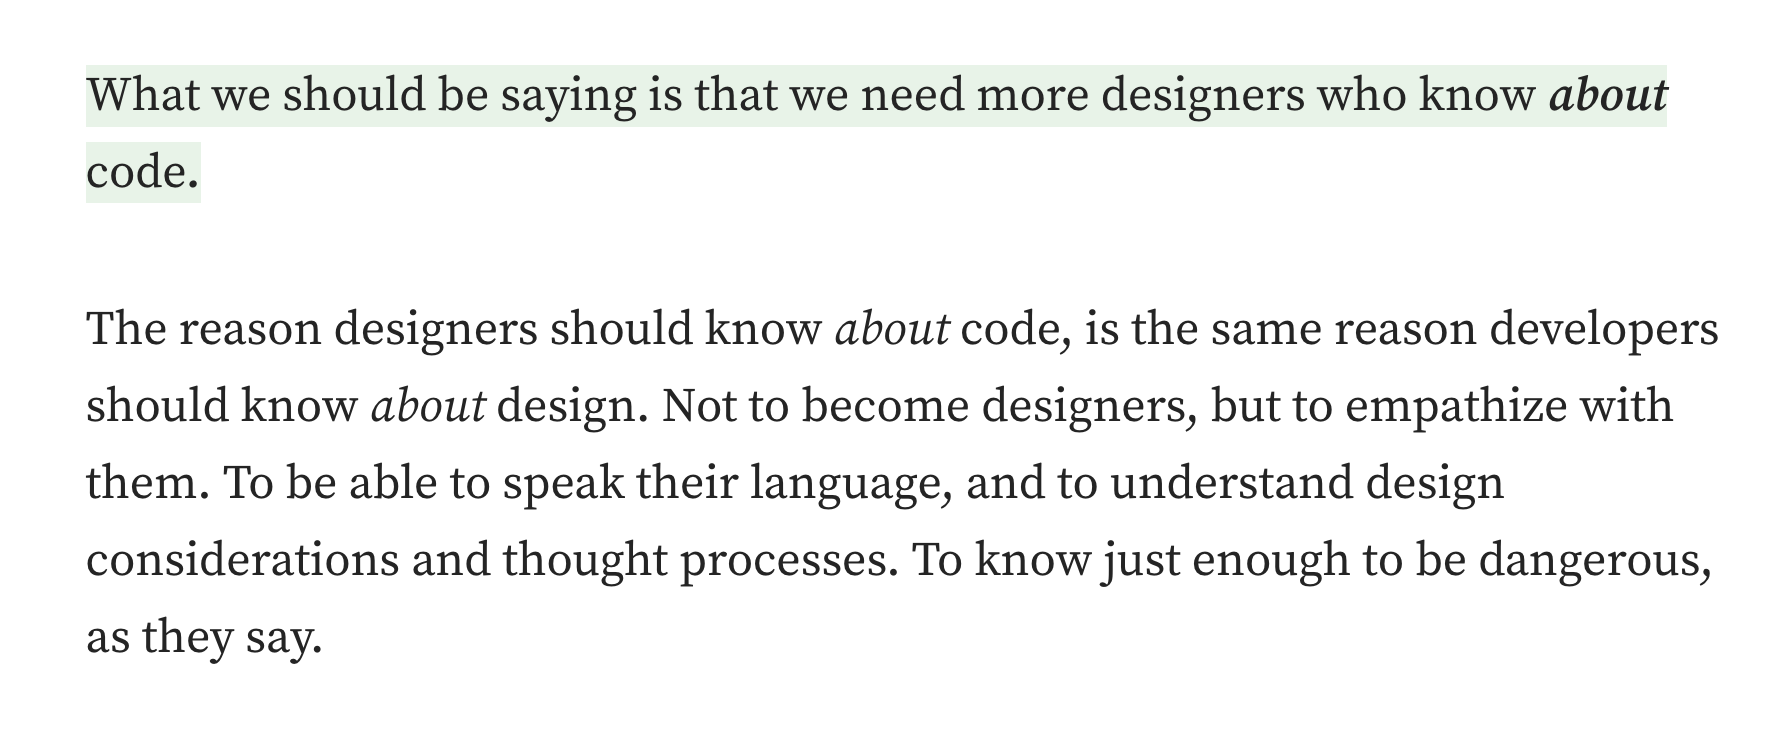 What we should be saying is that we need more designers who know about
code.
The reason designers should know about code, is the same reason developers
should know about design. Not to become designers, but to empathize with
them. To be able to speak their language, and to understand design
considerations and thought processes. To know just enough to be dangerous,
as they say.